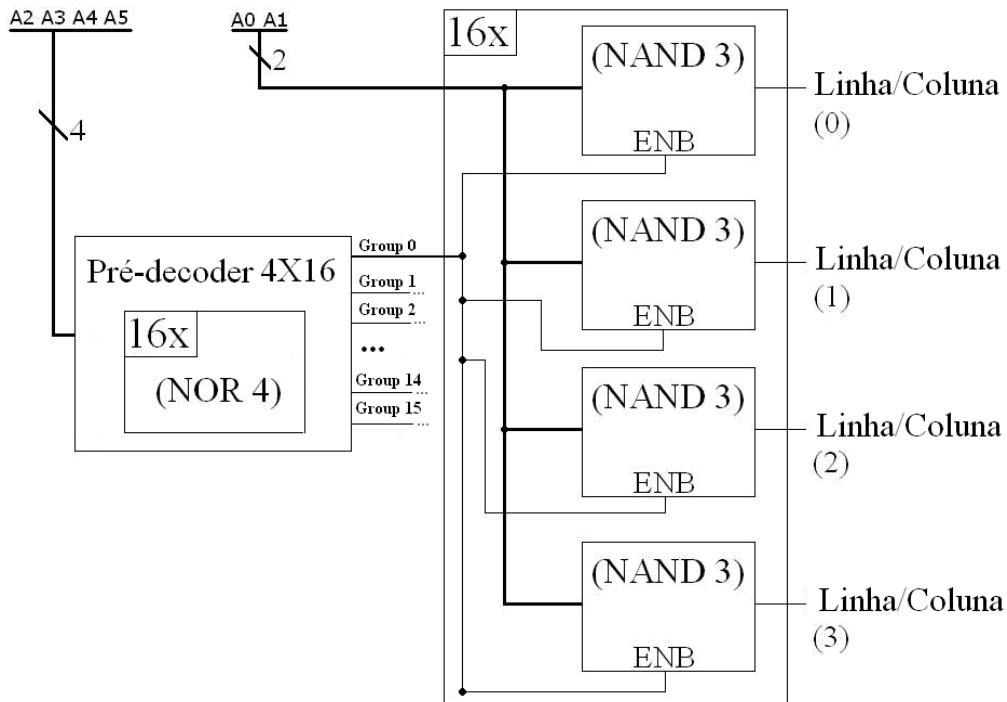 A2 A3 A4 A5
A0 A1
4
2
Pré-decoder 4X16
16x
(NOR 4)
Group 0
Group 1 ...
Group 2 ...
...
Group 14 ...
Group 15 ...
16x
(NAND 3)
ENB
Linha/Coluna
(0)
(NAND 3)
ENB
Linha/Coluna
(1)
(NAND 3)
ENB
Linha/Coluna
(2)
(NAND 3)
ENB
Linha/Coluna
(3)